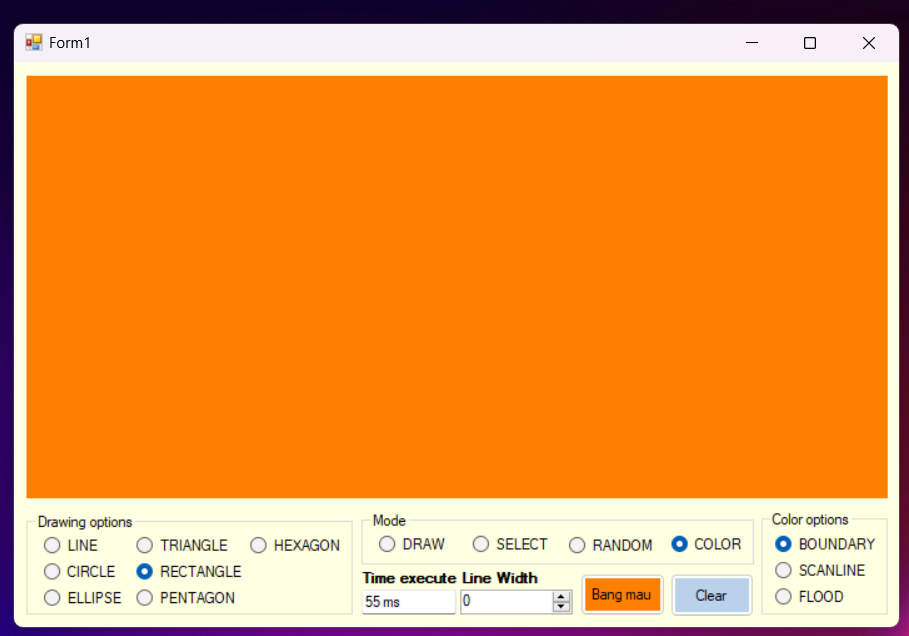 Form1
Drawing options
LINE TRIANGLE HEXAGON
CIRCLE RECTANGLE
ELLIPSE PENTAGON
Mode
DRAW SELECT RANDOM COLOR
Time execute Line Width
55 ms 0
Bang mau Clear
Color options
BOUNDARY
SCANLINE
FLOOD